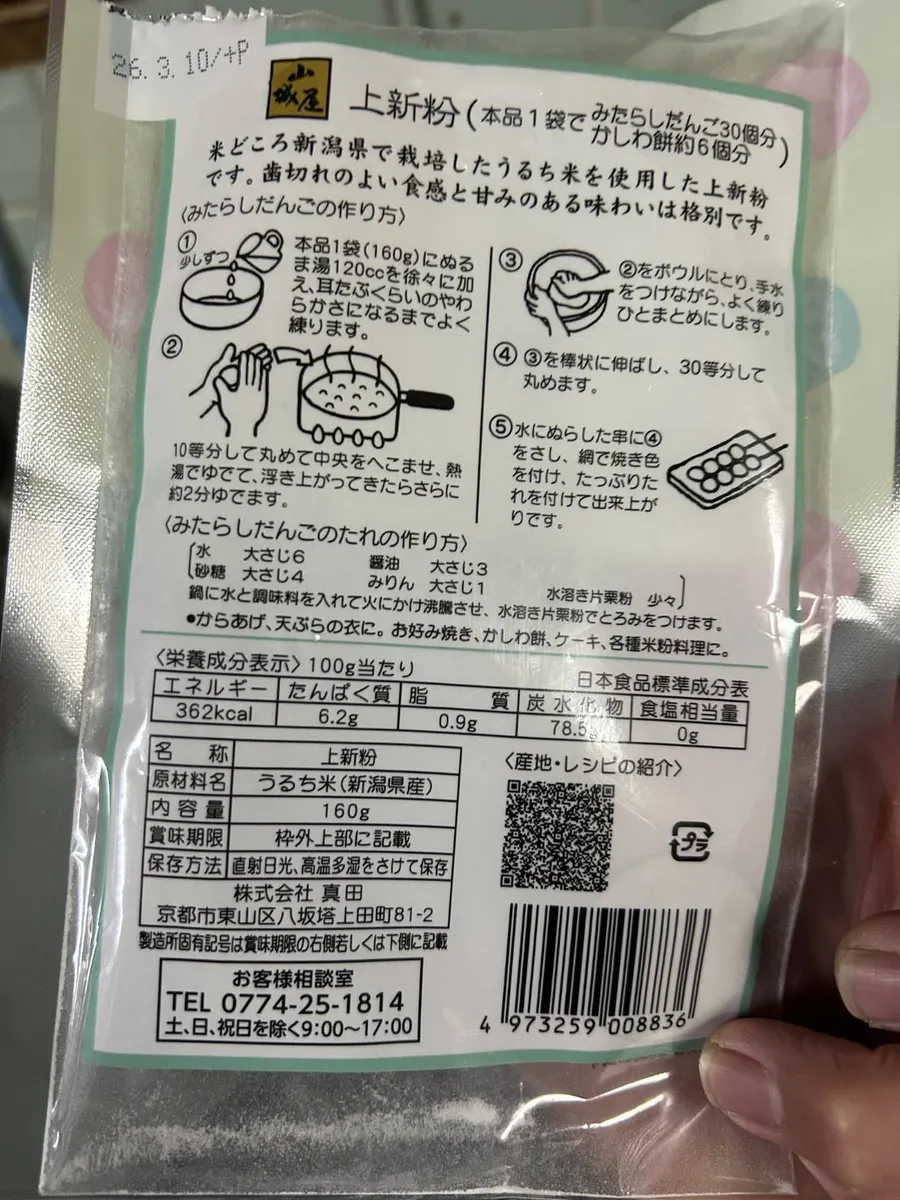 26.3.10/+P
山城屋
上新粉(本品1袋でみたらしだんご30個分
かしわ餅約6個分)
米どころ新潟県で栽培したうるち米を使用した上新粉
です。歯切れのよい食感と甘みのある味わいは格別です。
〈みたらしだんごの作り方〉
①
少しずつ
本品1袋(160g)にぬる
ま湯120ccを徐々に加
え、耳たぶくらいのやわ
らかさになるまでよく
練ります。
②
10等分して丸めて中央をへこませ、熱
湯でゆでて、浮き上がってきたらさらに
約2分ゆでます。
③
②をボウルにとり、手水
をつけながら、よく練り
ひとまとめにします。
④ ③を棒状に伸ばし、30等分して
丸めます。
⑤水にぬらした串に④
をさし、網で焼き色
を付け、たっぷりた
れを付けて出来上が
りです。
〈みたらしだんごのたれの作り方〉
水 大さじ6 醤油 大さじ3
砂糖 大さじ4 みりん 大さじ1 水溶き片栗粉 少々
鍋に水と調味料を入れて火にかけ沸騰させ、水溶き片栗粉でとろみをつけます。
●からあげ、天ぷらの衣に。お好み焼き、かしわ餅、ケーキ、各種米粉料理に。
〈栄養成分表示〉100g当たり 日本食品標準成分表
エネルギー たんぱく質 脂質 炭水化物 食塩相当量
362kcal 6.2g 0.9g 78.5g 0g
名称 上新粉
原材料名 うるち米(新潟県産)
内容量 160g
賞味期限 枠外上部に記載
保存方法 直射日光、高温多湿をさけて保存
株式会社 真田
京都市東山区八坂塔上田町81-2
製造所固有記号は賞味期限の右側若しくは下側に記載
お客様相談室
TEL 0774-25-1814
土、日、祝日を除く9:00～17:00
〈産地・レシピの紹介〉
プラ
4 973259 008836